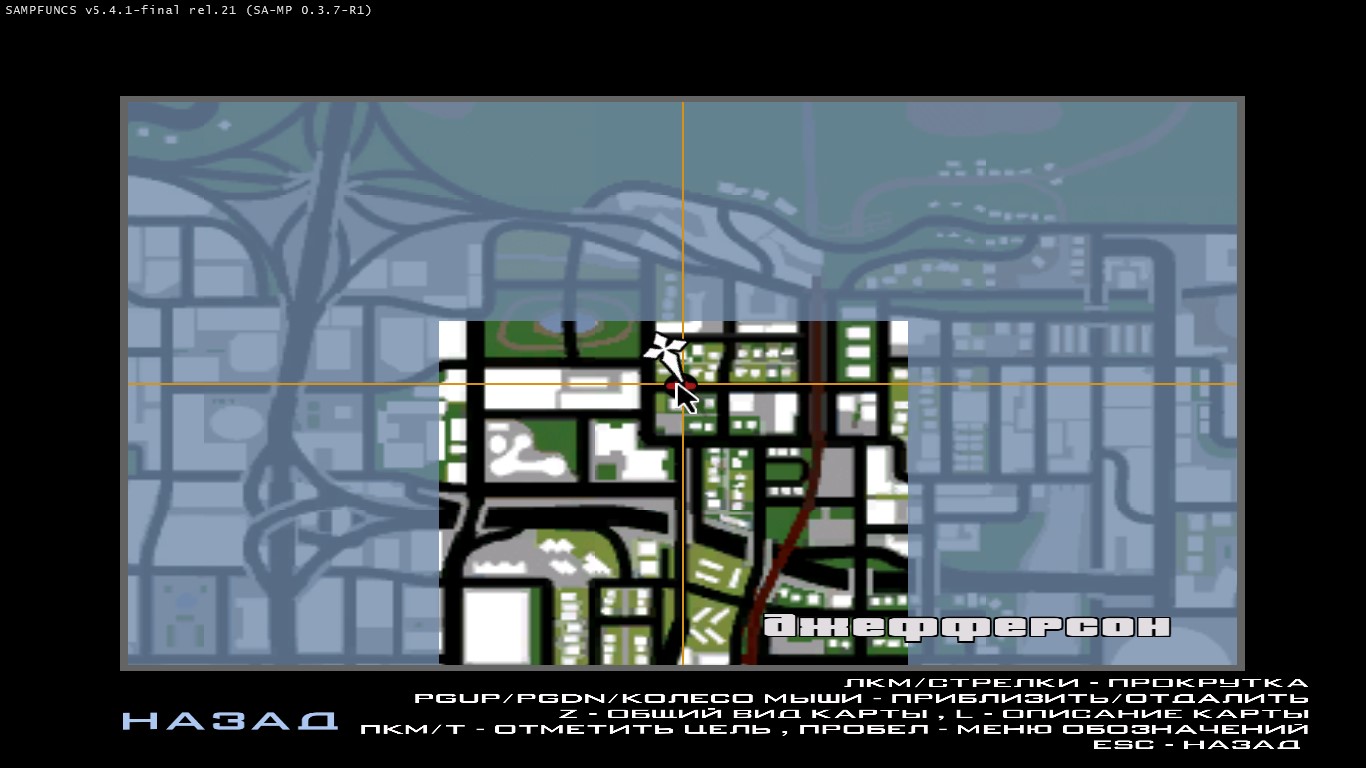 SAMPFUNCS v5.4.1-final rel.21 (SA-MP 0.3.7-R1)
ДЖЕФФЕРСОН
ЛКМ/СТРЕЛКИ - ПРОКРУТКА
PGUP/PGDN/КОЛЕСО МЫШИ - ПРИБЛИЗИТЬ/ОТДАЛИТЬ
Z - ОБЩИЙ ВИД КАРТЫ , L - ОПИСАНИЕ КАРТЫ
ПКМ/Т - ОТМЕТИТЬ ЦЕЛЬ , ПРОБЕЛ - МЕНЮ ОБОЗНАЧЕНИЙ
ESC - НАЗАД
НАЗАД